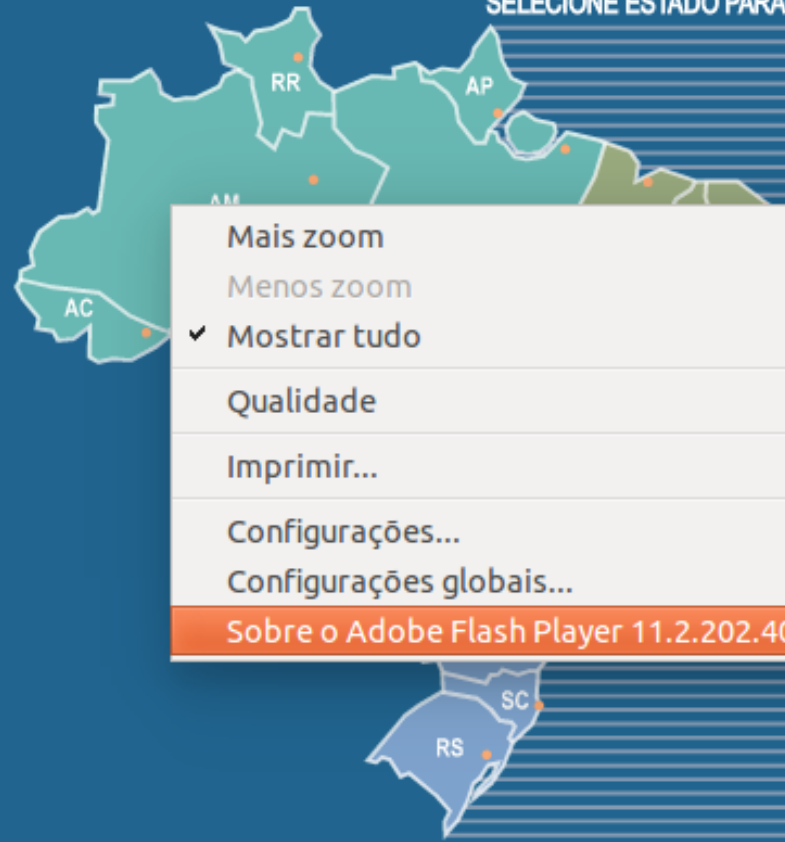 SELECIONE ESTADO PARA
RR
AP
AM
AC
Mais zoom
Menos zoom
Mostrar tudo
Qualidade
Imprimir...
Configurações...
Configurações globais...
Sobre o Adobe Flash Player 11.2.202.40
SC
RS